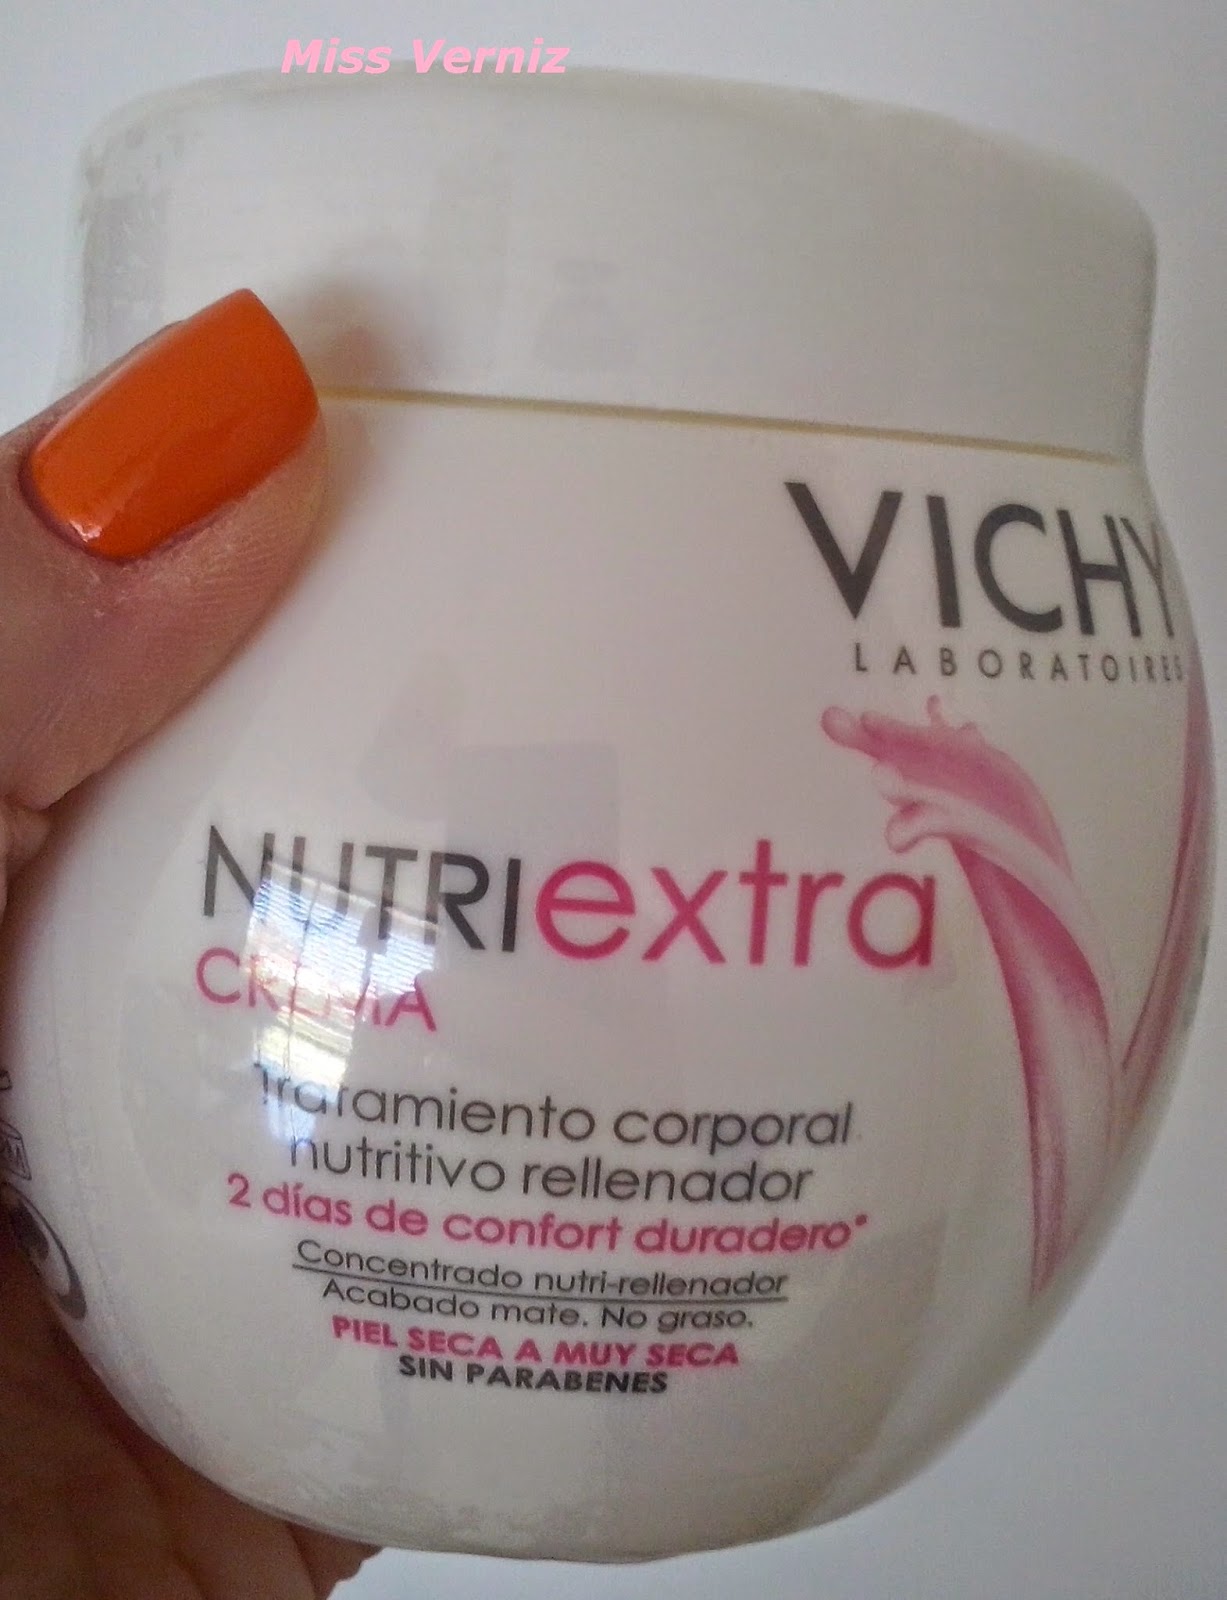 Miss Verniz
VICHY
LABORATOIRES
NUTRIextra
CREMA
Tratamiento corporal
nutritivo rellenador
2 días de confort duradero*
Concentrado nutri-rellenador
Acabado mate. No graso.
PIEL SECA A MUY SECA
SIN PARABENES